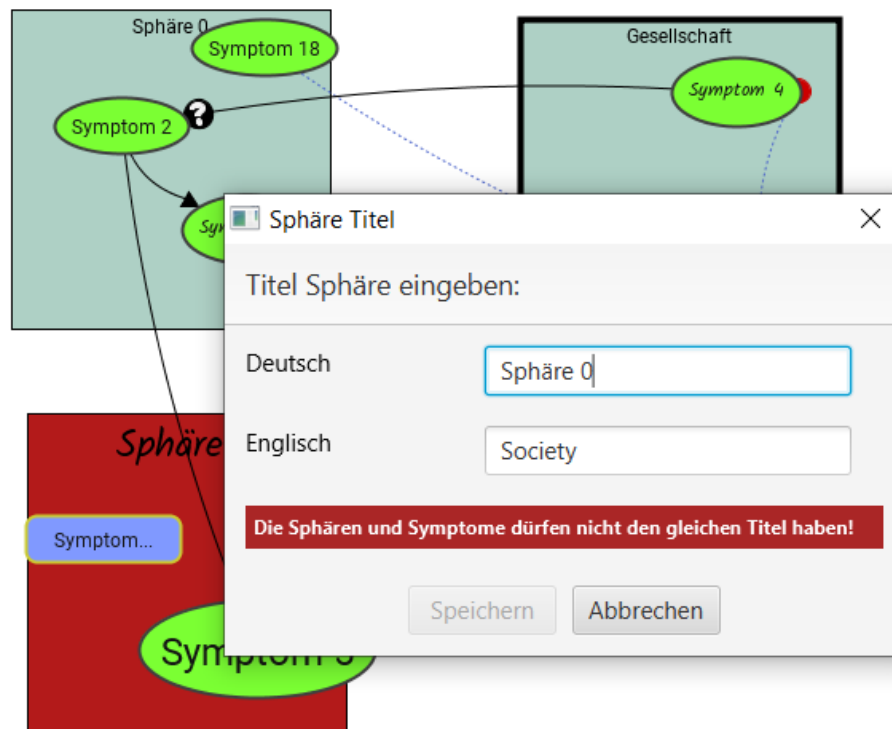 Sphäre 0
Symptom 18
Gesellschaft
Symptom 4
?
Symptom 2
Sphäre Titel
Titel Sphäre eingeben:
Deutsch
Sphäre 0
Sphäre
Englisch
Society
Die Sphären und Symptome dürfen nicht den gleichen Titel haben!
Symptom...
Speichern
Abbrechen